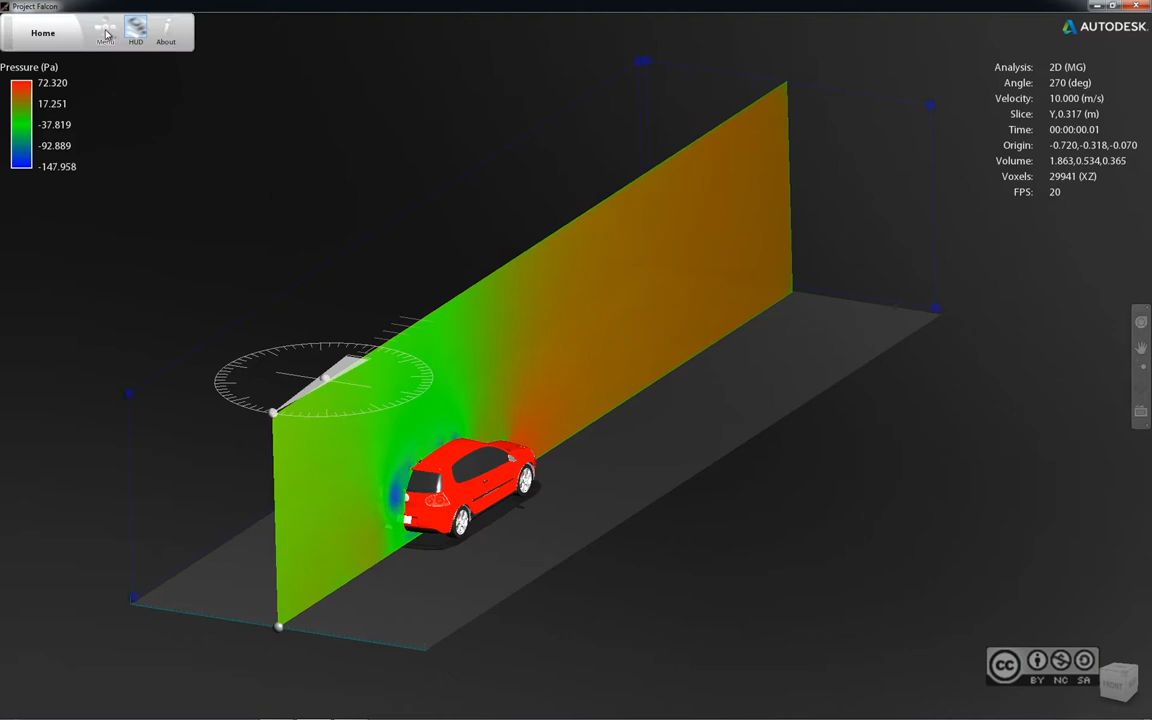 Project Falcon
Home
Menu
HUD
About
AUTODESK.
Pressure (Pa)
72.320
17.251
-37.819
-92.889
-147.958
Analysis: 2D (MG)
Angle: 270 (deg)
Velocity: 10.000 (m/s)
Slice: Y,0.317 (m)
Time: 00:00:00.01
Origin: -0.720,-0.318,-0.070
Volume: 1.863,0.534,0.365
Voxels: 29941 (XZ)
FPS: 20
cc
BY NC SA
FRONT